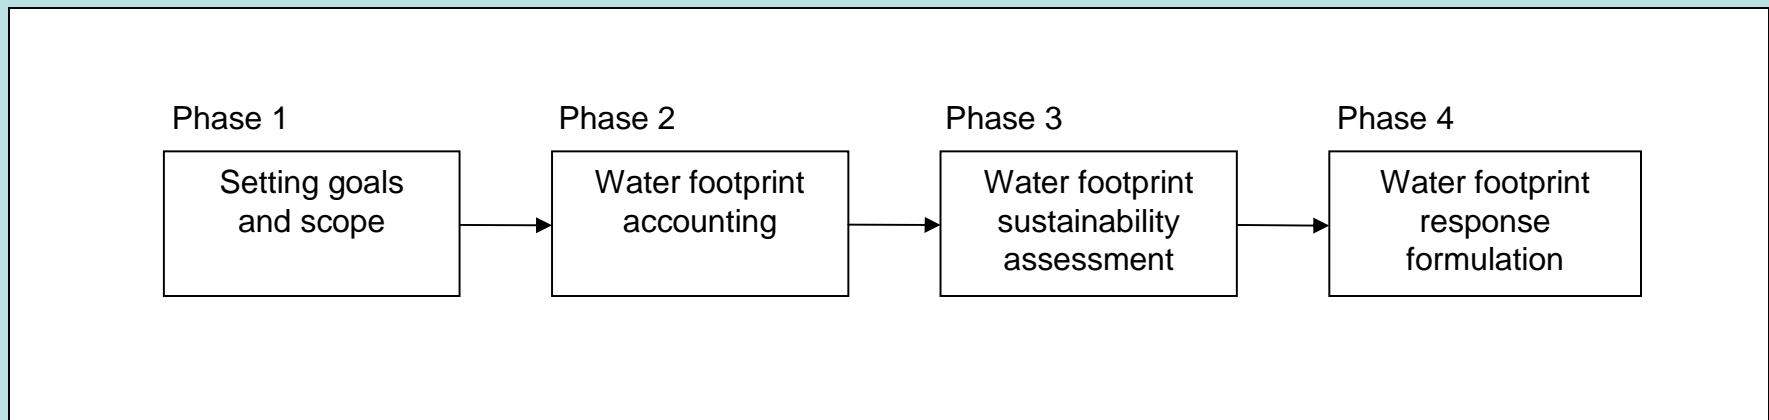 Phase 1
Setting goals
and scope
Phase 2
Water footprint
accounting
Phase 3
Water footprint
sustainability
assessment
Phase 4
Water footprint
response
formulation